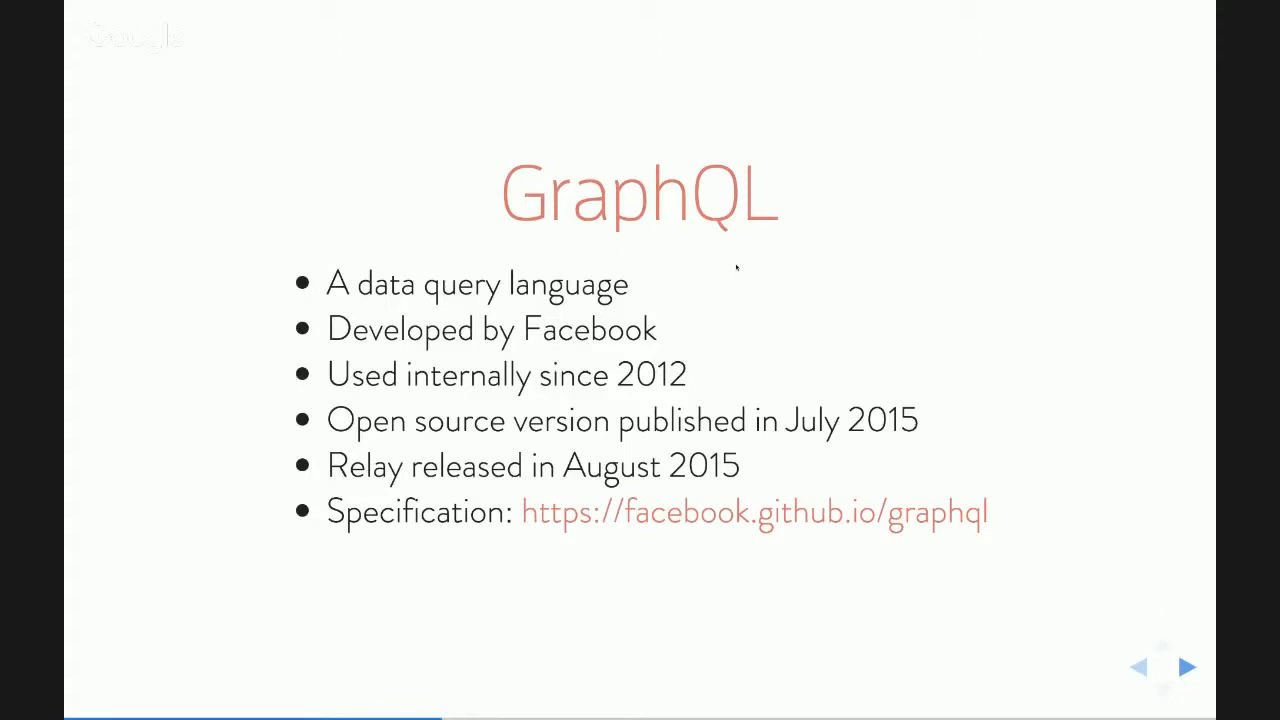 Google
GraphQL
A data query language
Developed by Facebook
Used internally since 2012
Open source version published in July 2015
Relay released in August 2015
Specification: https://facebook.github.io/graphql